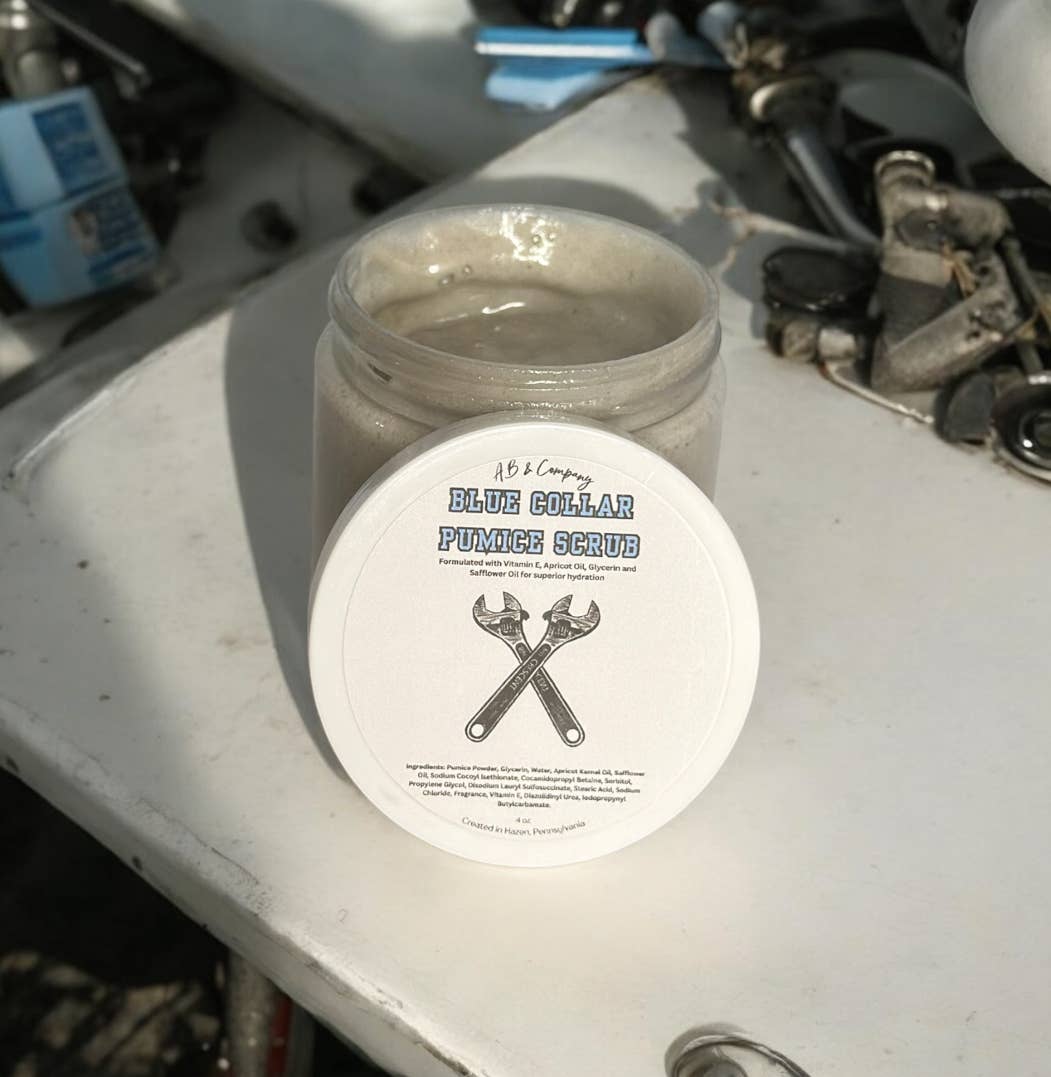 AB & Company
BLUE COLLAR
PUMICE SCRUB
Formulated with Vitamin E, Apricot Oil, Glycerin and
Safflower Oil for superior hydration
CRESCENT
Ingredients: Pumice Powder, Glycerin, Water, Apricot Kernel Oil, Safflower
Oil, Sodium Cocoyl Isethionate, Cocamidopropyl Betaine, Sorbitol,
Propylene Glycol, Disodium Lauryl Sulfosuccinate, Stearic Acid, Sodium
Chloride, Fragrance, Vitamin E, Diazolidinyl Urea, Iodopropynyl
Butylcarbamate.
4 oz
Created in Hazen, Pennsylvania